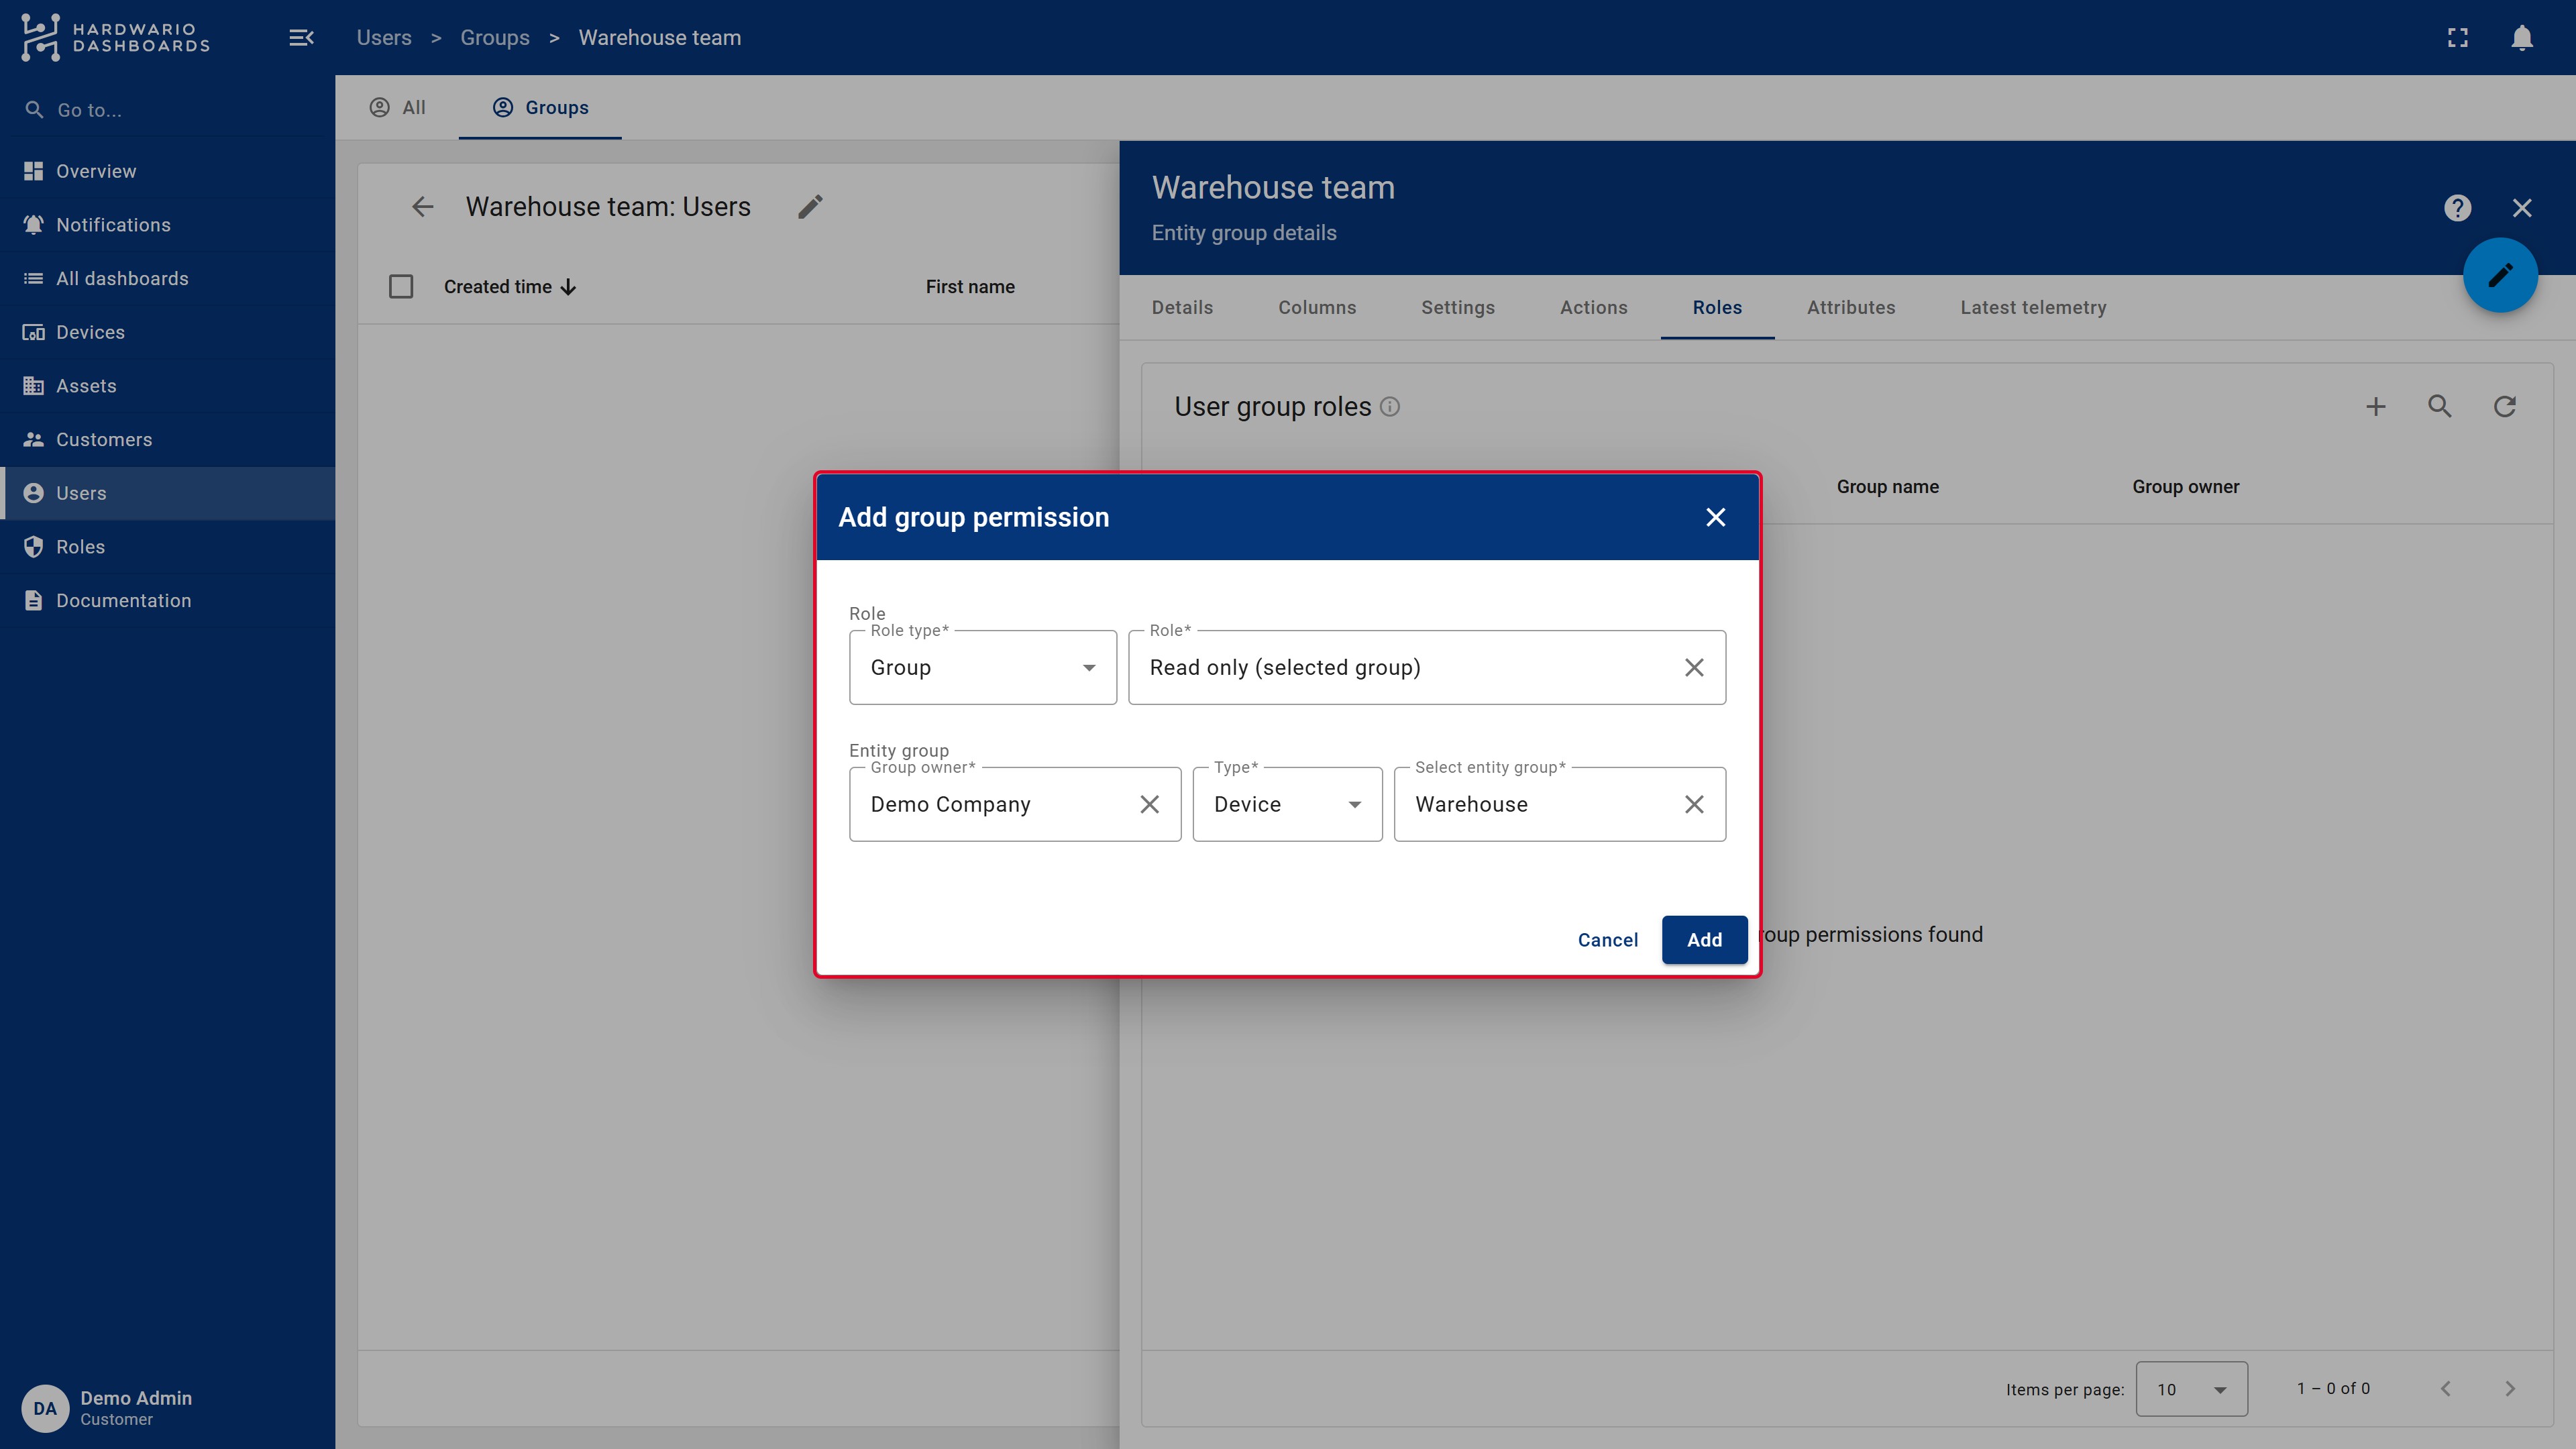 HARDWARIO
DASHBOARDS
Users > Groups > Warehouse team
Go to...
Overview
Notifications
All dashboards
Devices
Assets
Customers
Users
Roles
Documentation
DA
Demo Admin
Customer
All
Groups
Warehouse team: Users
Created time
First name
Warehouse team
Entity group details
Details
Columns
Settings
Actions
Roles
Attributes
Latest telemetry
User group roles
Group name
Group owner
Add group permission
Role
Role type*
Group
Role*
Read only (selected group)
Entity group
Group owner*
Demo Company
Type*
Device
Select entity group*
Warehouse
Cancel
Add
roup permissions found
Items per page:
10
1 – 0 of 0